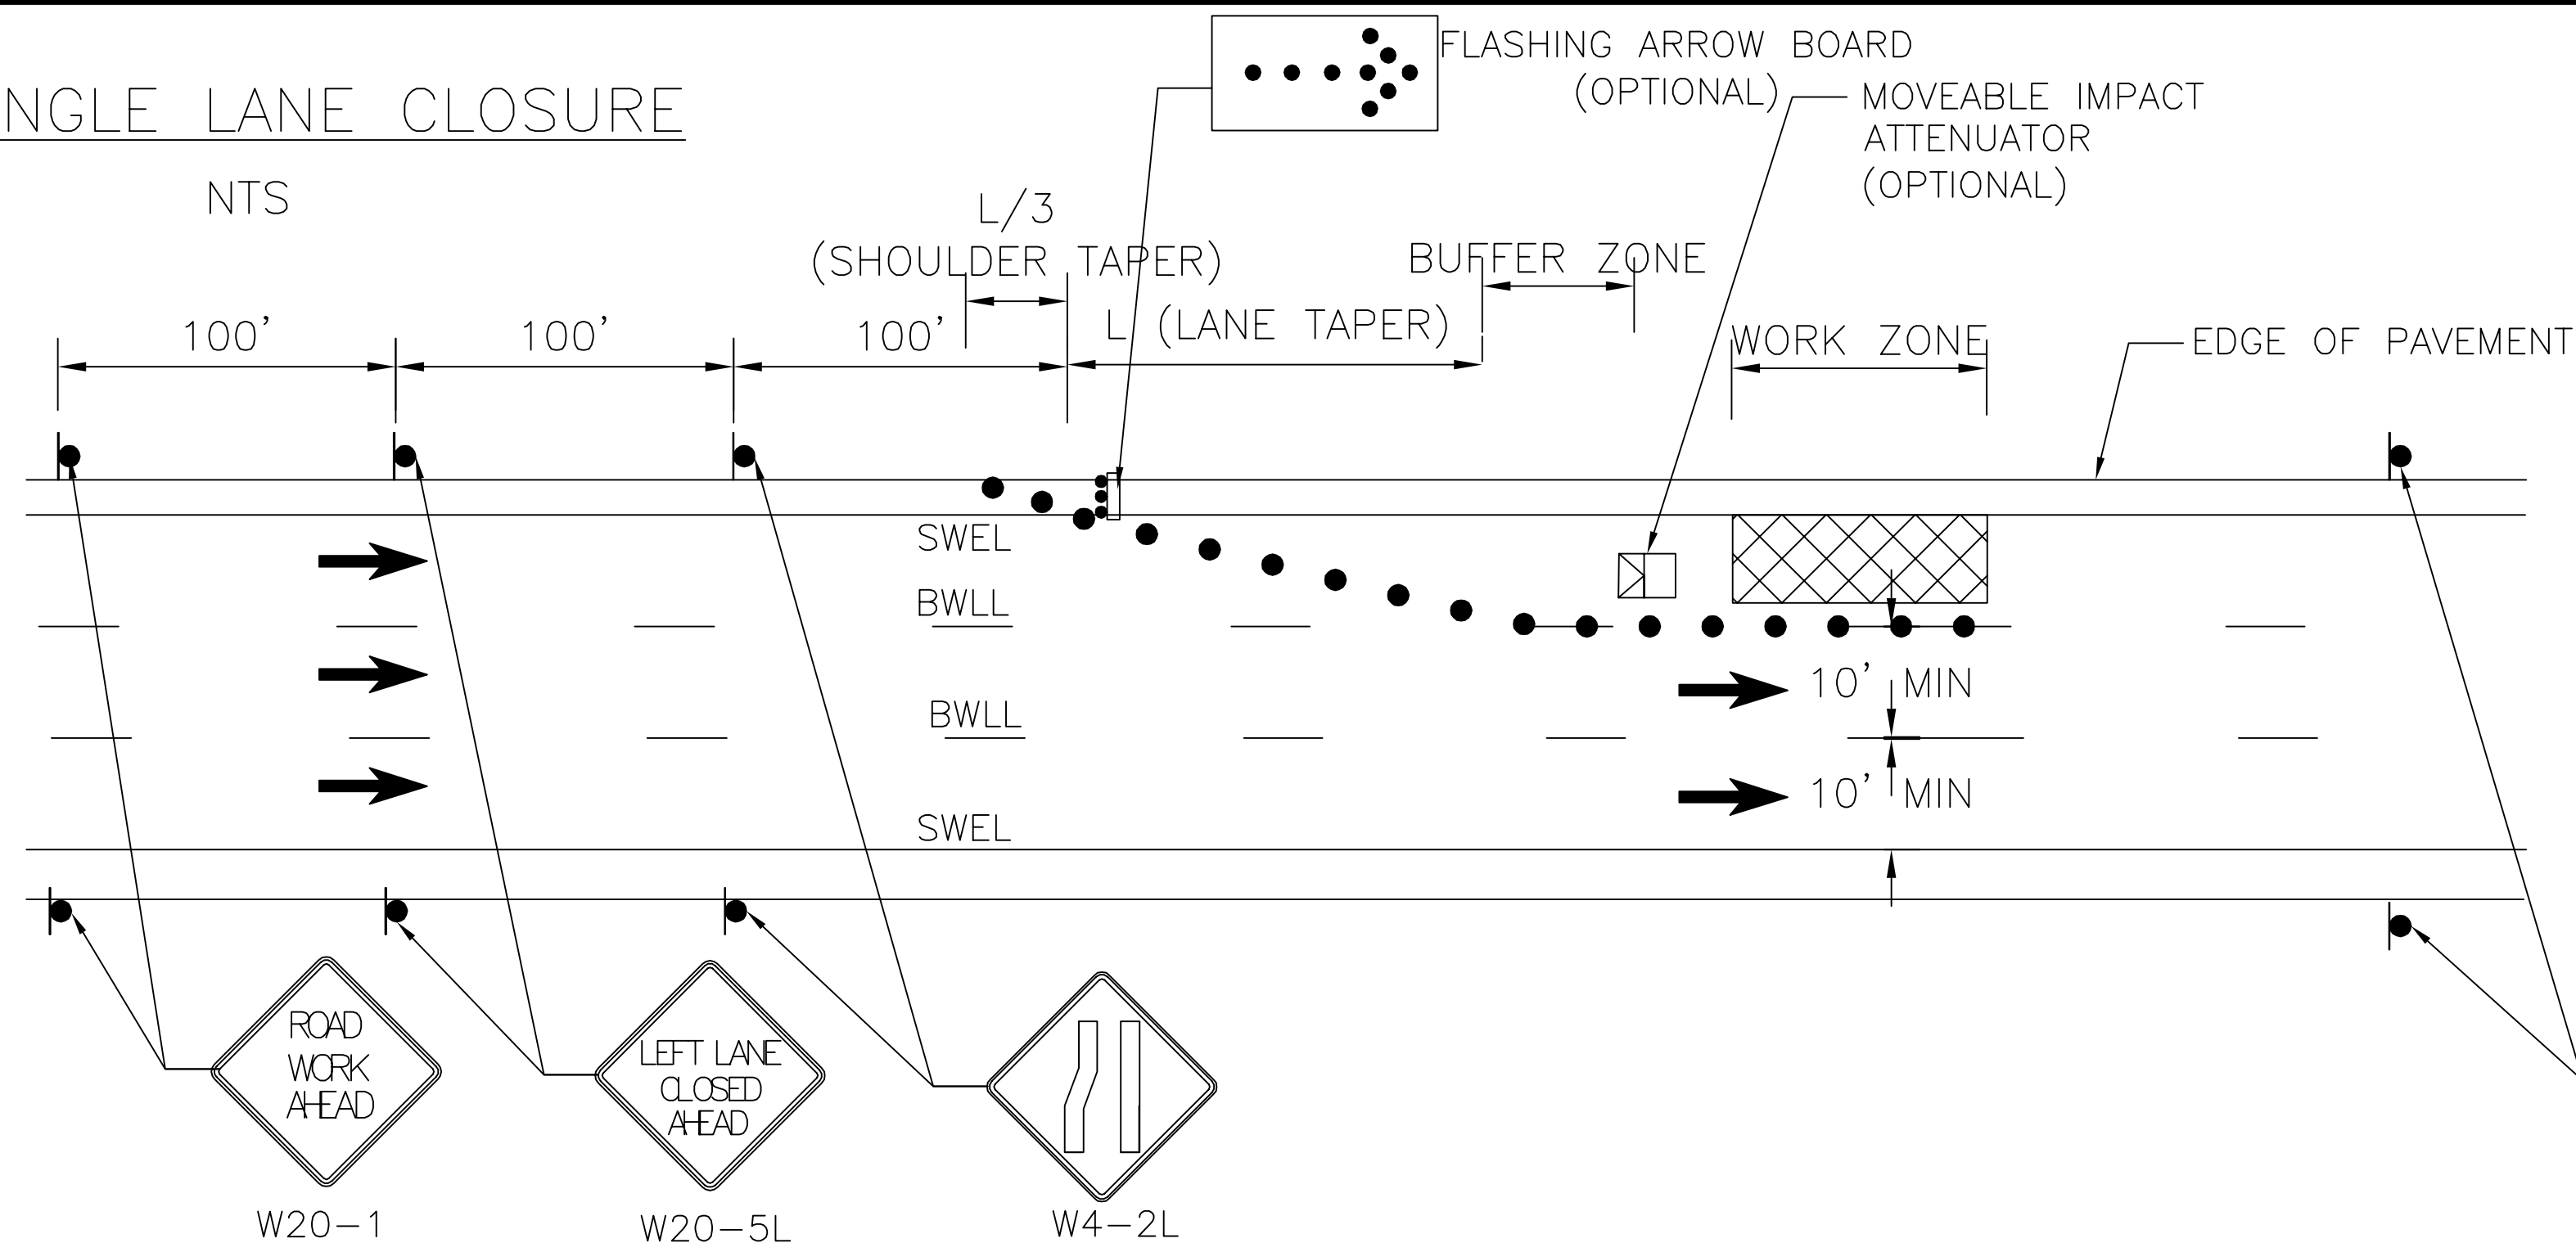 FLASHING ARROW BOARD
(OPTIONAL)
NGLE LANE CLOSURE
NTS
MOVEABLE IMPACT
ATTENUATOR
(OPTIONAL)
L/3
(SHOULDER TAPER)
BUFFER ZONE
100'
100'
100'
L (LANE TAPER)
WORK ZONE
EDGE OF PAVEMENT
SWEL
BWLL
10' MIN
BWLL
10' MIN
SWEL
ROAD
WORK
AHEAD
LEFT LANE
CLOSED
AHEAD
W20-1
W20-5L
W4-2L